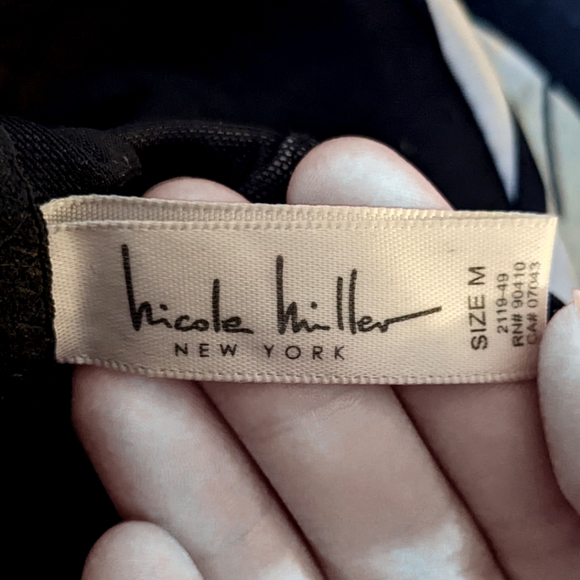 nicole miller
NEW YORK
SIZE M
2119-49
RN# 90410
CA# 07043